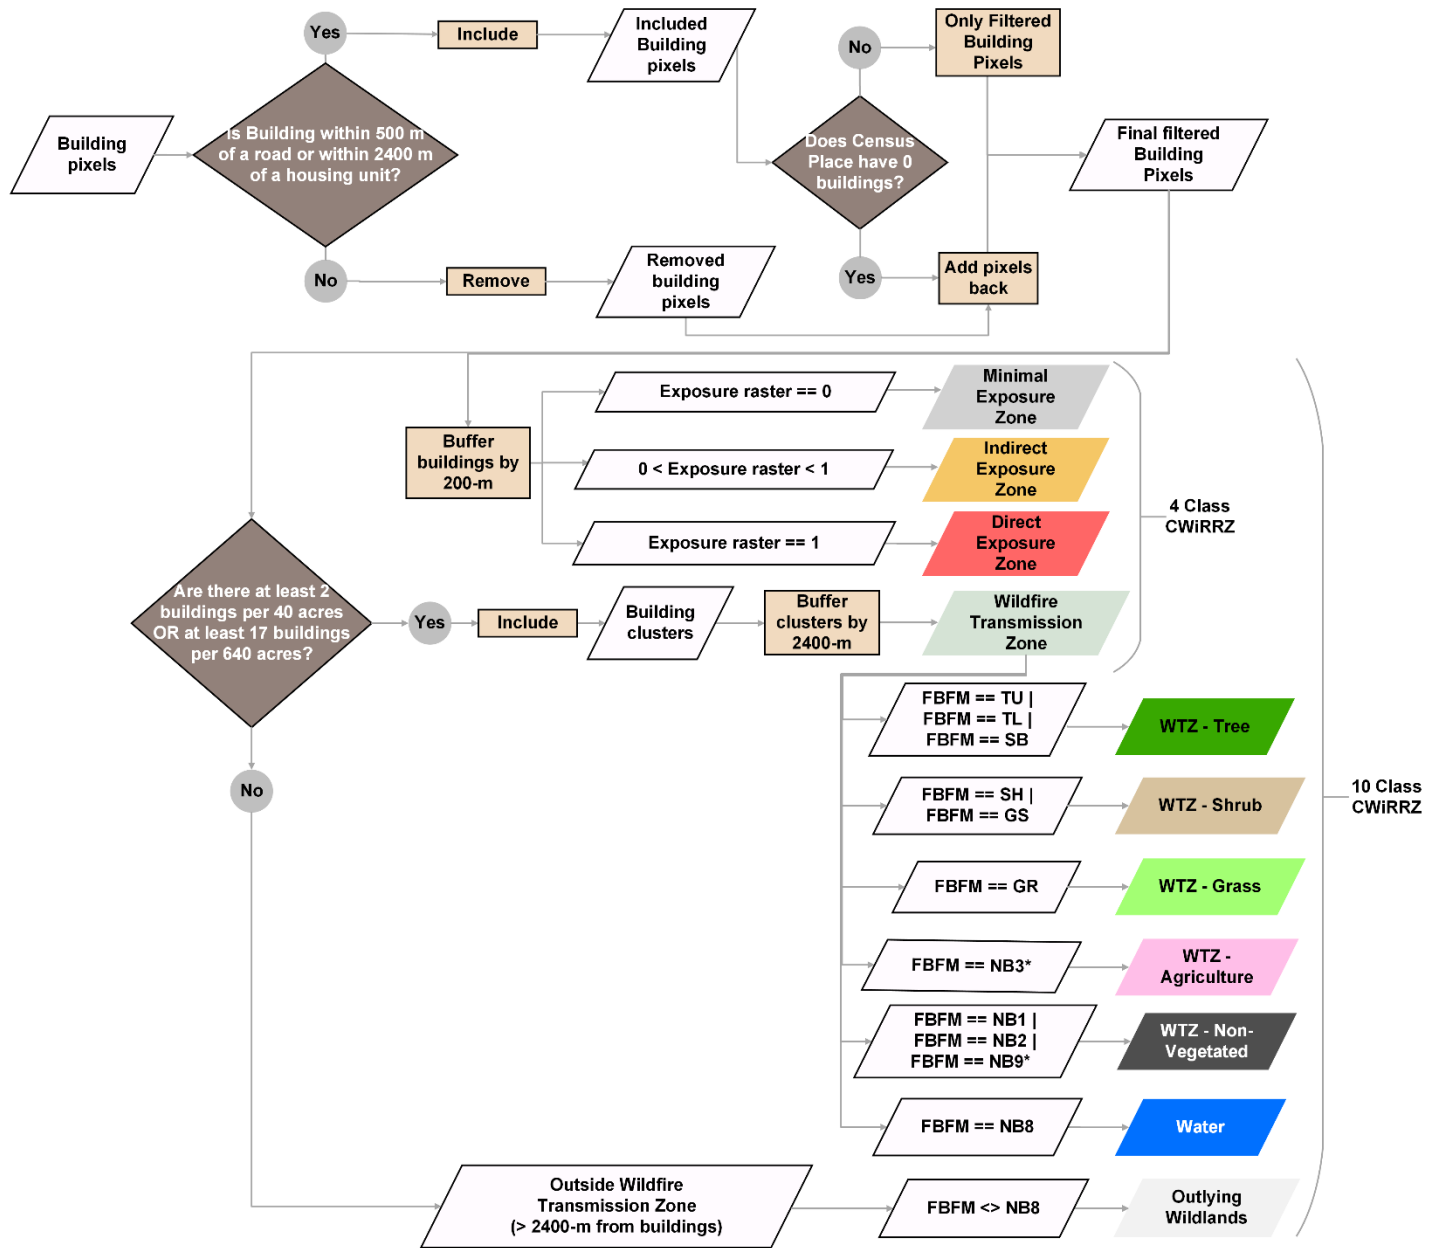 Yes
Include
Included
Building
pixels
No
Only Filtered
Building
Pixels
Building
pixels
Is Building within 500 m
of a road or within 2400 m
of a housing unit?
Does Census
Place have 0
buildings?
Final filtered
Building
Pixels
No
Remove
Removed
building
pixels
Yes
Add pixels
back
Buffer
buildings by
200-m
Exposure raster == 0
Minimal
Exposure
Zone
0 < Exposure raster < 1
Indirect
Exposure
Zone
Exposure raster == 1
Direct
Exposure
Zone
4 Class
CWiRRZ
Are there at least 2
buildings per 40 acres
OR at least 17 buildings
per 640 acres?
Yes
Include
Building
clusters
Buffer
clusters by
2400-m
Wildfire
Transmission
Zone
FBFM == TU |
FBFM == TL |
FBFM == SB
WTZ - Tree
No
FBFM == SH |
FBFM == GS
WTZ - Shrub
10 Class
CWiRRZ
FBFM == GR
WTZ - Grass
FBFM == NB3*
WTZ -
Agriculture
FBFM == NB1 |
FBFM == NB2 |
FBFM == NB9*
WTZ - Non-
Vegetated
FBFM == NB8
Water
Outside Wildfire
Transmission Zone
(> 2400-m from buildings)
FBFM <> NB8
Outlying
Wildlands